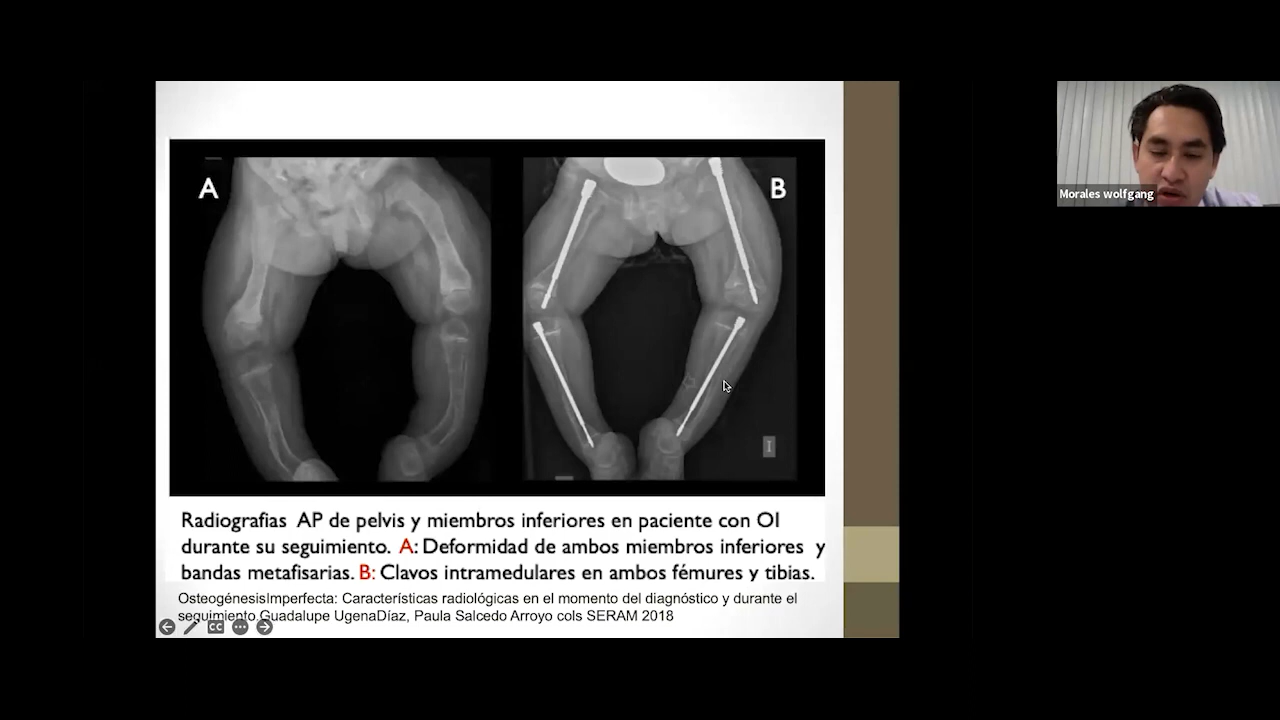 A
B
I
Radiografias AP de pelvis y miembros inferiores en paciente con OI
durante su seguimiento. A: Deformidad de ambos miembros inferiores y
bandas metafisarias. B: Clavos intramedulares en ambos fémures y tibias.
OsteogénesisImperfecta: Características radiológicas en el momento del diagnóstico y durante el
seguimiento Guadalupe UgenaDíaz, Paula Salcedo Arroyo cols SERAM 2018
CC
Morales wolfgang